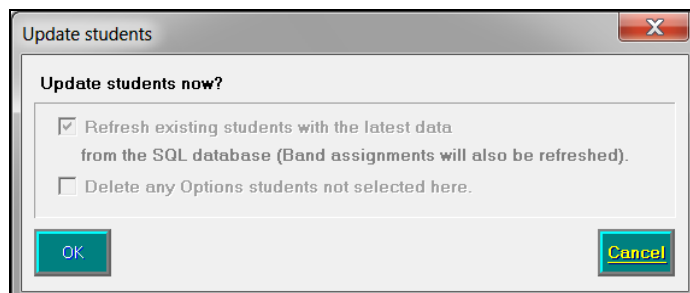 Update students
X
Update students now?
Refresh existing students with the latest data
from the SQL database (Band assignments will also be refreshed).
Delete any Options students not selected here.
OK
Cancel